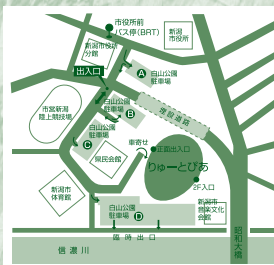 市役所前
バス停(BRT)
新潟
市役所
新潟市役所
分館
出入口
A
白山公園
駐車場
市営新潟
陸上競技場
白山公園
駐車場
B
増設道路
白山公園
駐車場
C
車寄せ
正面出入口
県民会館
りゅーとぴあ
新潟市
体育館
2F入口
白山公園
駐車場
D
新潟市
音楽文化
会館
臨時出口
昭和大橋
信濃川